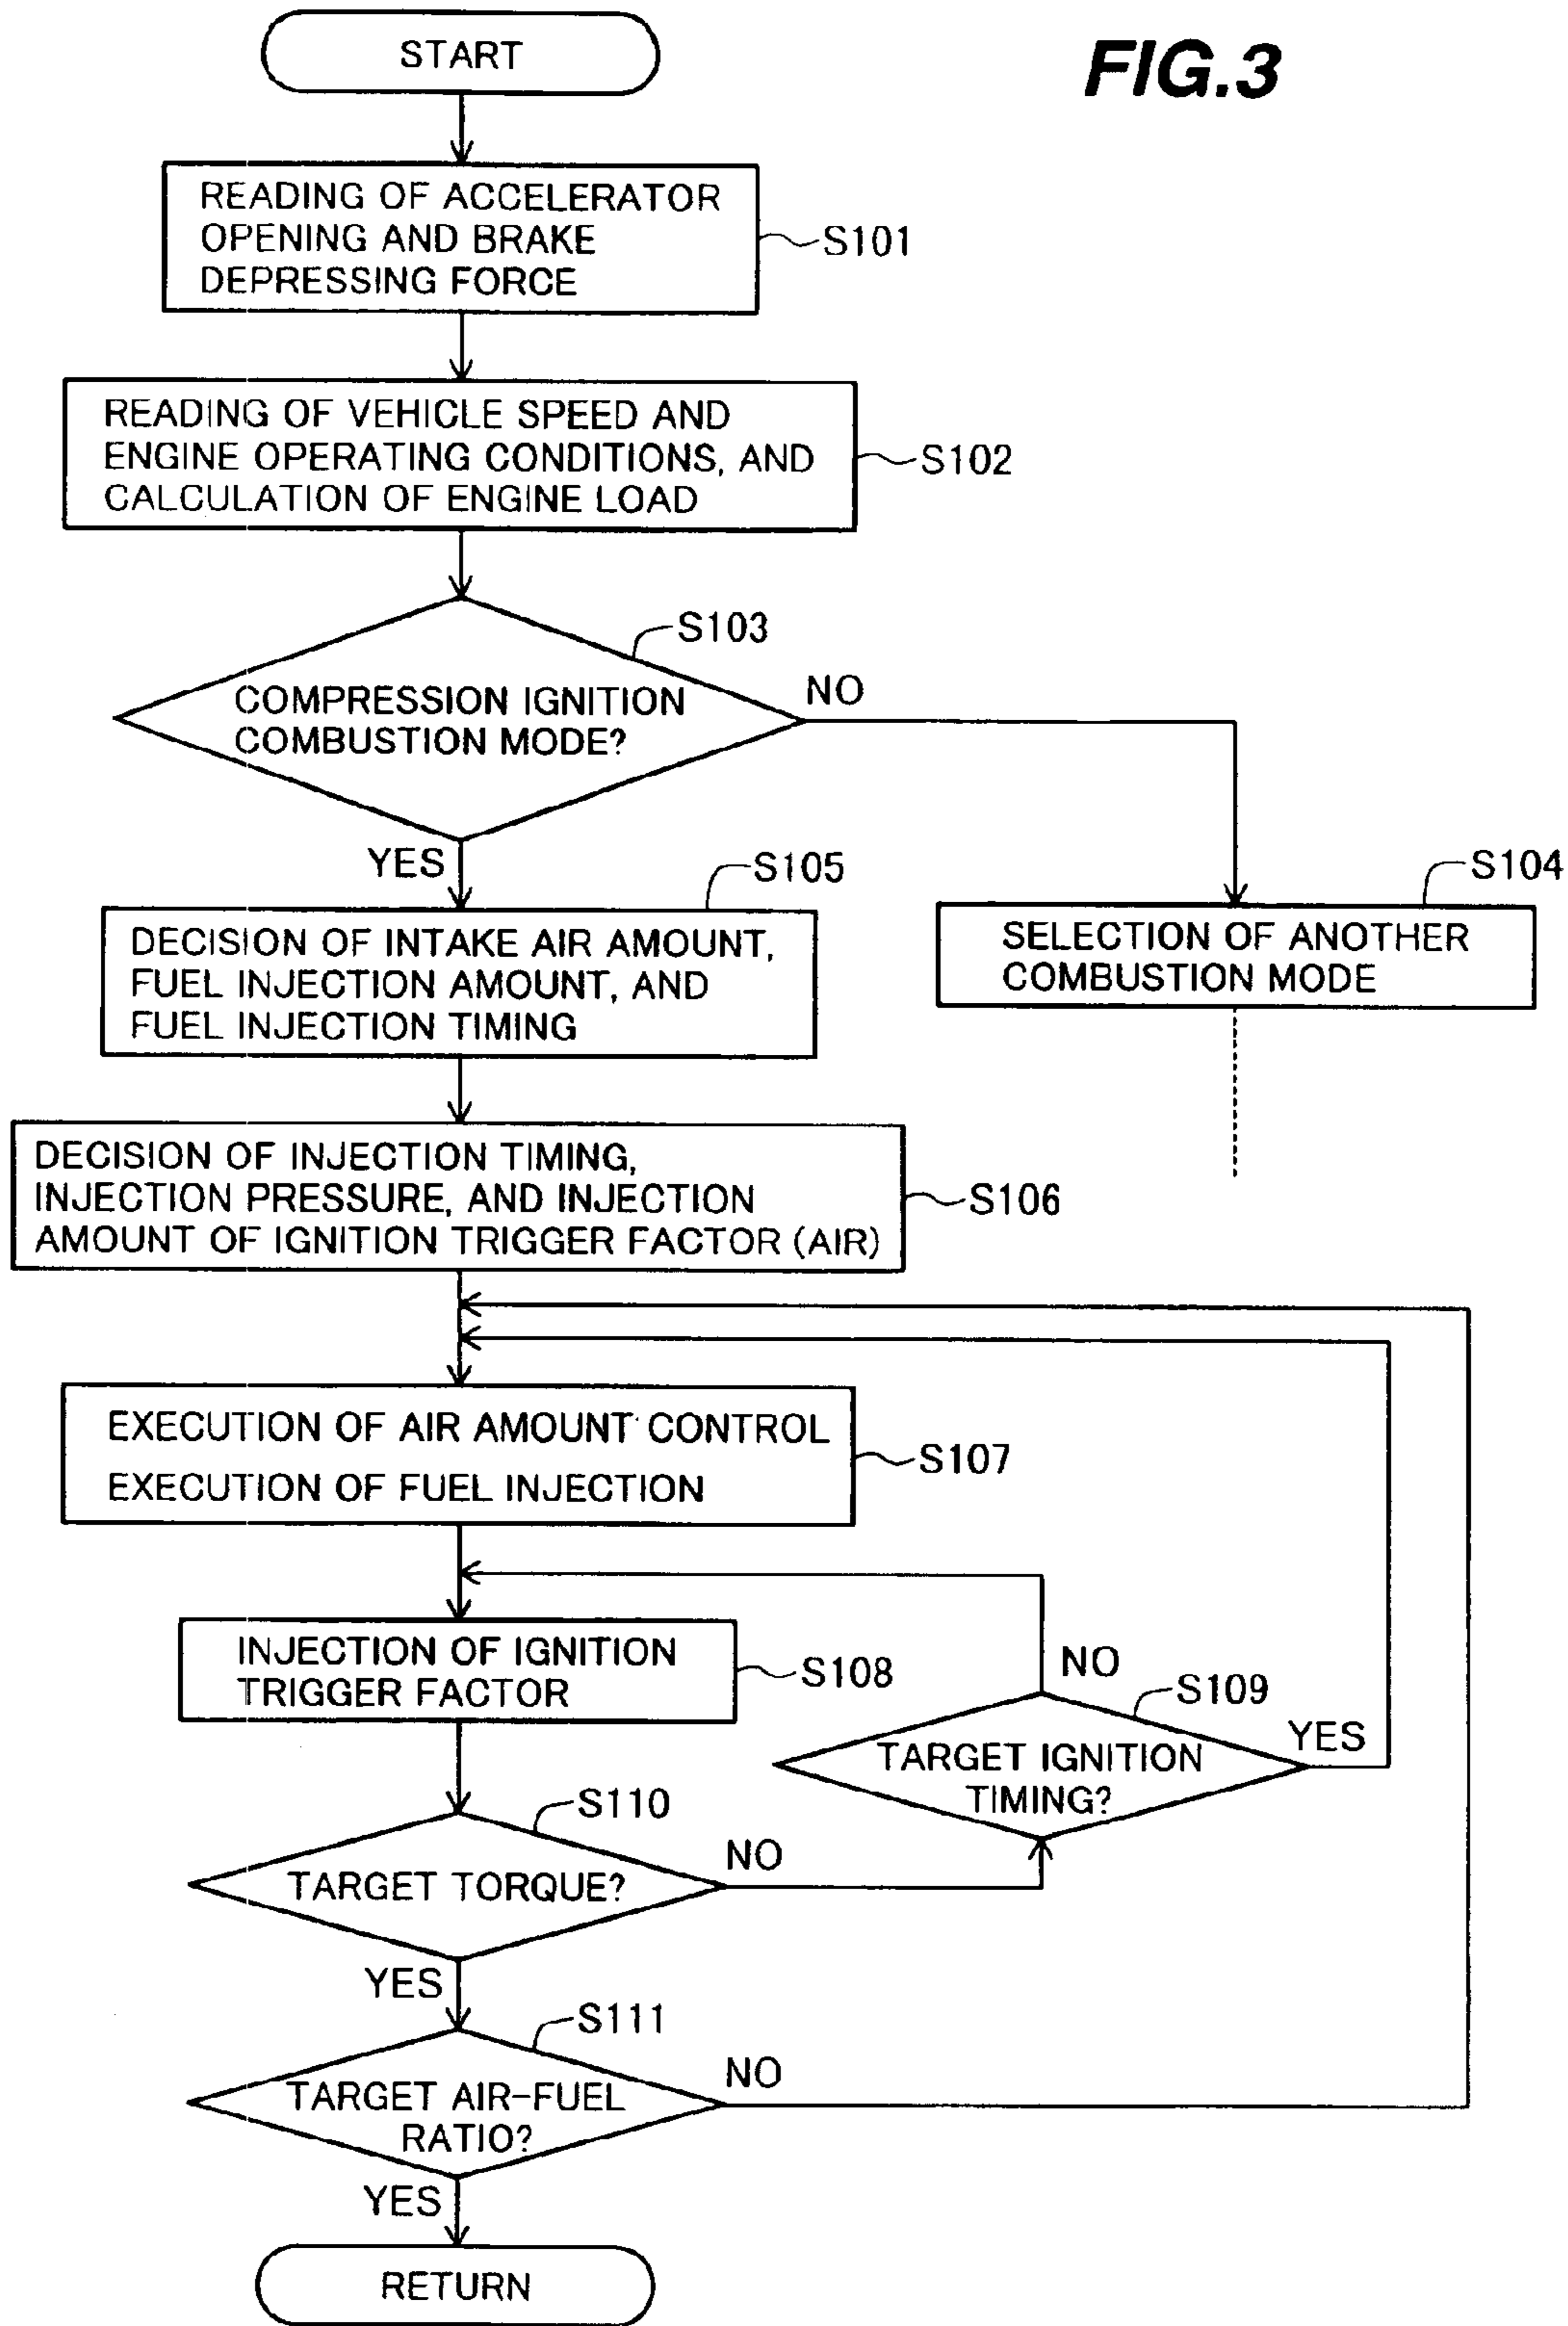 START
FIG.3
READING OF ACCELERATOR
OPENING AND BRAKE
DEPRESSING FORCE
S101
READING OF VEHICLE SPEED AND
ENGINE OPERATING CONDITIONS, AND
CALCULATION OF ENGINE LOAD
S102
S103
COMPRESSION IGNITION
COMBUSTION MODE?
NO
YES
S105
S104
DECISION OF INTAKE AIR AMOUNT,
FUEL INJECTION AMOUNT, AND
FUEL INJECTION TIMING
SELECTION OF ANOTHER
COMBUSTION MODE
DECISION OF INJECTION TIMING,
INJECTION PRESSURE, AND INJECTION
AMOUNT OF IGNITION TRIGGER FACTOR (AIR)
S106
EXECUTION OF AIR AMOUNT CONTROL
EXECUTION OF FUEL INJECTION
S107
INJECTION OF IGNITION
TRIGGER FACTOR
S108
NO
S109
YES
TARGET IGNITION
TIMING?
S110
TARGET TORQUE?
NO
YES
S111
TARGET AIR-FUEL
RATIO?
NO
YES
RETURN